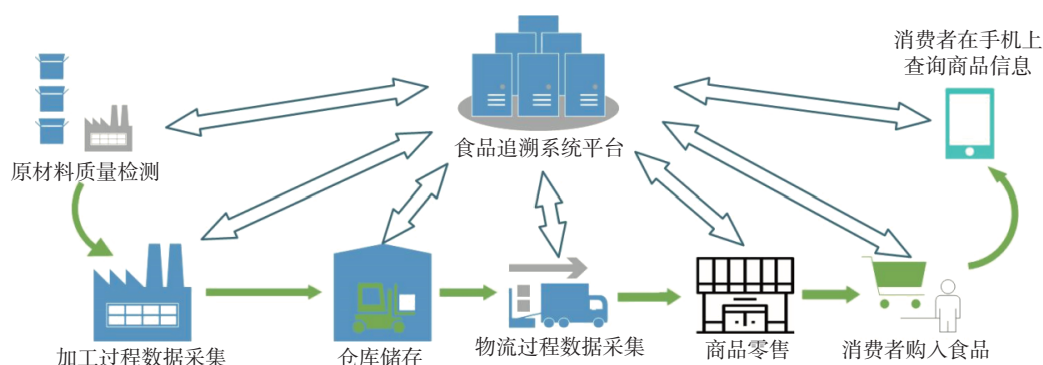 消费者在手机上
查询商品信息
食品追溯系统平台
原材料质量检测
加工过程数据采集
仓库储存
物流过程数据采集
商品零售
消费者购入食品